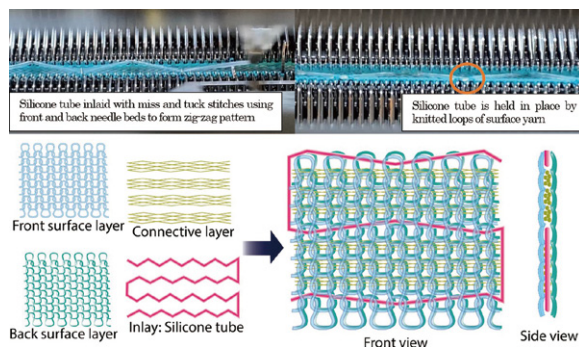 Silicone tube inlaid with miss and tuck stitches using
front and back needle beds to form zig-zag pattern
Silicone tube is held in place by
knitted loops of surface yarn
Front surface layer
Connective layer
Back surface layer
Inlay: Silicone tube
Front view
Side view